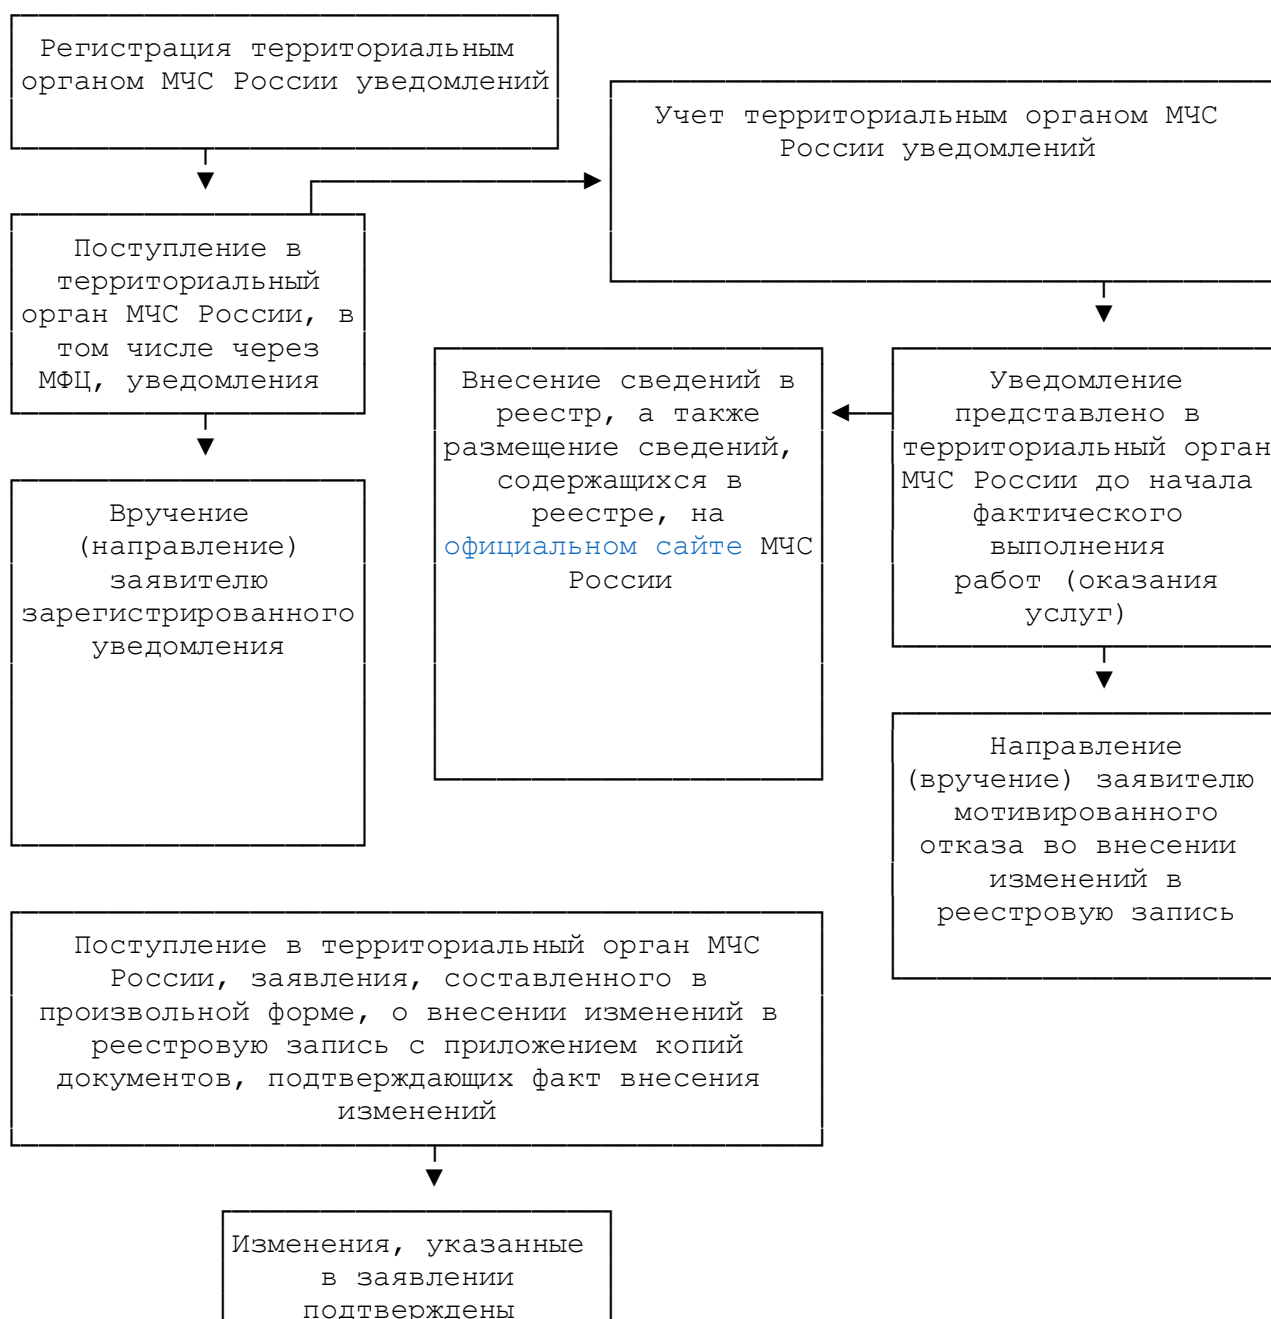 Регистрация территориальным
органом МЧС России уведомлений
Учет территориальным органом МЧС
России уведомлений
Поступление в
территориальный
орган МЧС России, в
том числе через
МФЦ, уведомления
Внесение сведений в
реестр, а также
размещение сведений,
содержащихся в
реестре, на
официальном сайте МЧС
России
Уведомление
представлено в
территориальный орган
МЧС России до начала
фактического
выполнения
работ (оказания
услуг)
Вручение
(направление)
заявителю
зарегистрированного
уведомления
Направление
(вручение) заявителю
мотивированного
отказа во внесении
изменений в
реестровую запись
Поступление в территориальный орган МЧС
России, заявления, составленного в
произвольной форме, о внесении изменений в
реестровую запись с приложением копий
документов, подтверждающих факт внесения
изменений
Изменения, указанные
в заявлении
подтверждены